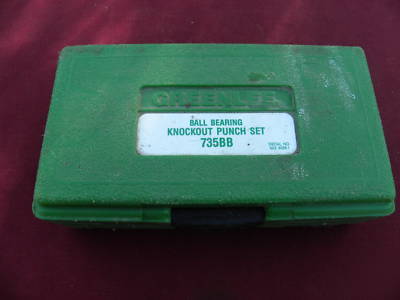 GREENLEE
BALL BEARING
KNOCKOUT PUNCH SET
735BB